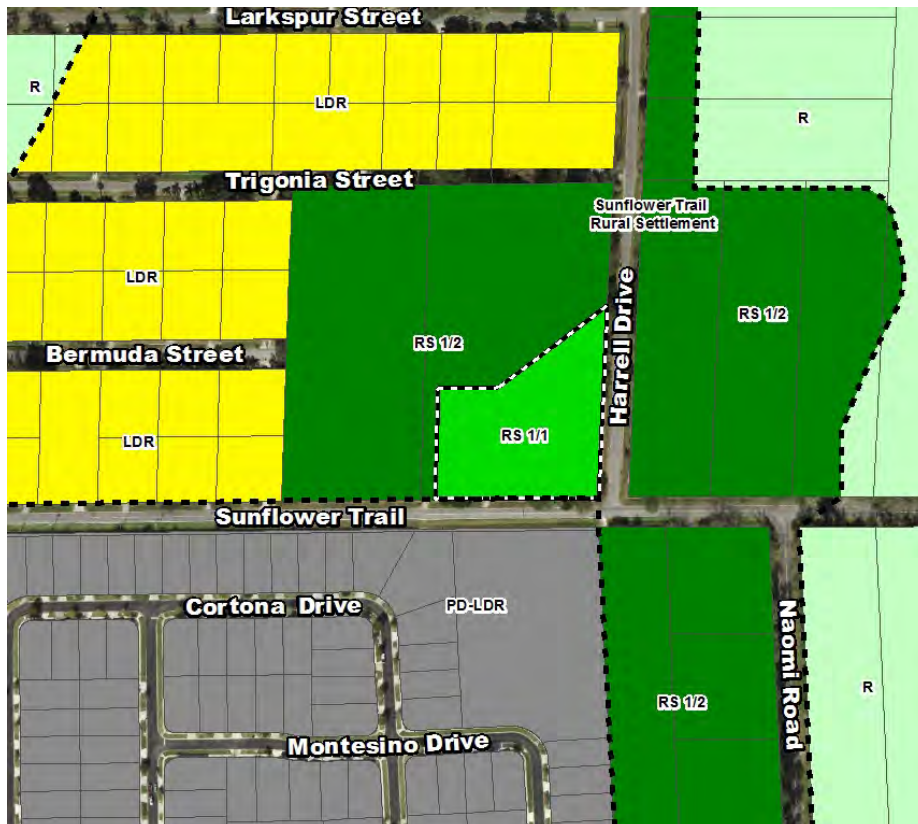 Larkspur Street
R
LDR
R
Trigonia Street
Sunflower Trail
Rural Settlement
LDR
Harrell Drive
RS 1/2
RS 1/2
Bermuda Street
LDR
RS 1/1
Sunflower Trail
Cortona Drive
PD-LDR
Naomi Road
R
RS 1/2
Montesino Drive